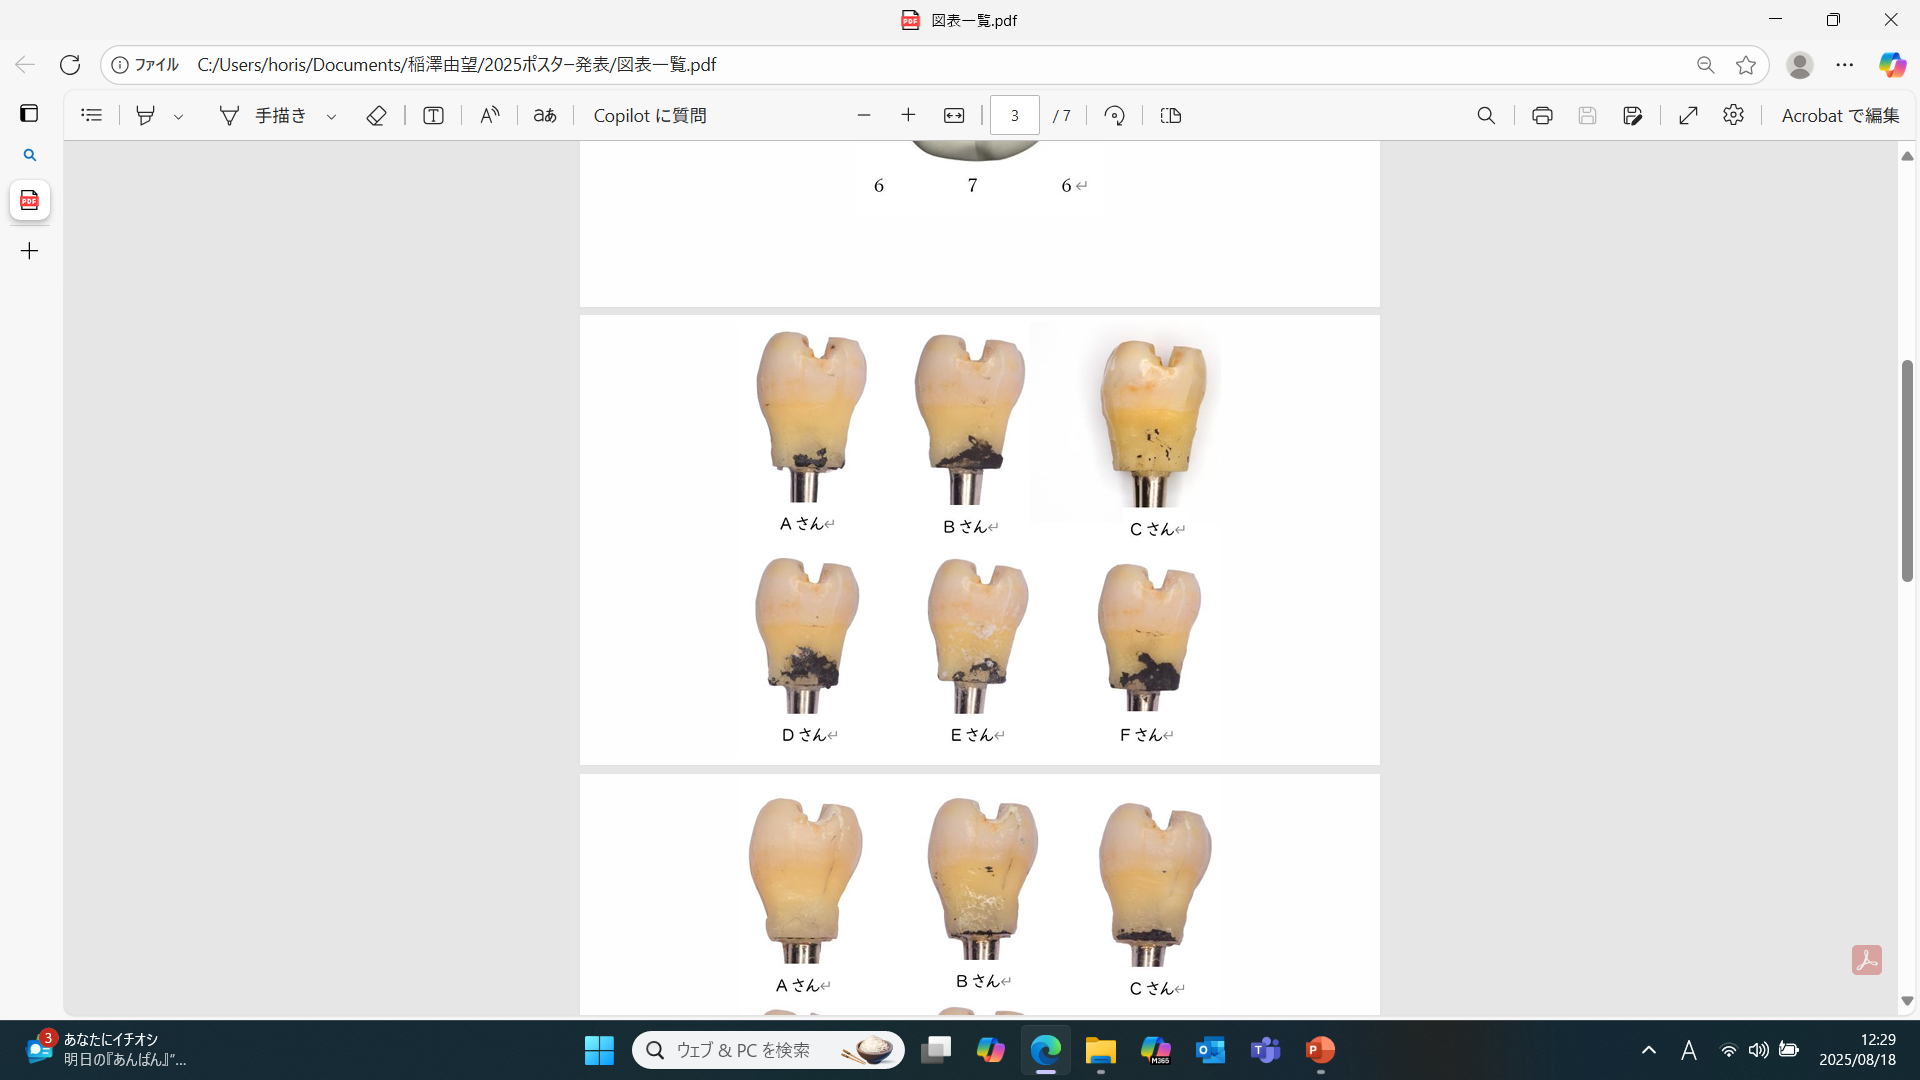 図表一覧.pdf
ファイル C:/Users/horis/Documents/稲澤由望/2025ポスター発表/図表一覧.pdf
手描き aあ Copilot に質問 3 / 7 Acrobat で編集
6 7 6↵
A さん↵ B さん↵ C さん↵
D さん↵ E さん↵ F さん↵
A さん↵ B さん↵ C さん↵
3 あなたにイチオシ
明日の『あんぱん』“...
ウェブ & PC を検索
A
12:29
2025/08/18